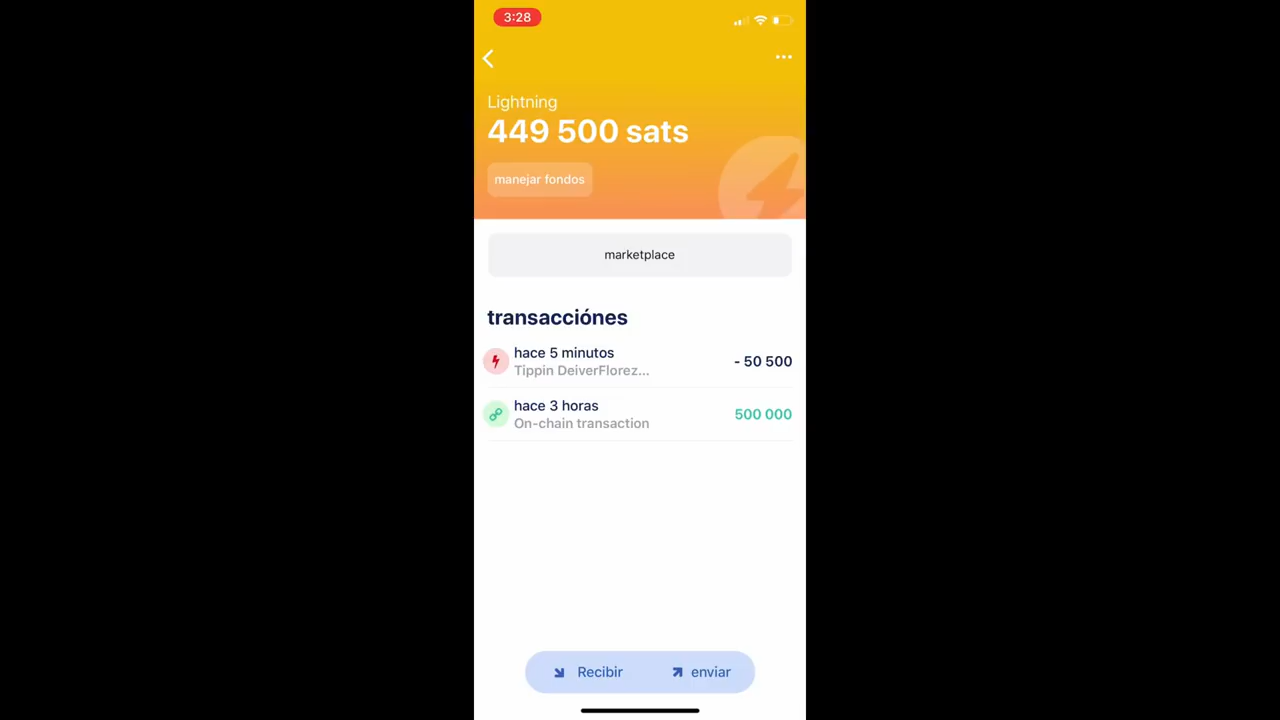 3:28
Lightning
449 500 sats
manejar fondos
marketplace
transacciónes
hace 5 minutos
Tippin DeiverFlorez...
- 50 500
hace 3 horas
On-chain transaction
500 000
Recibir
enviar